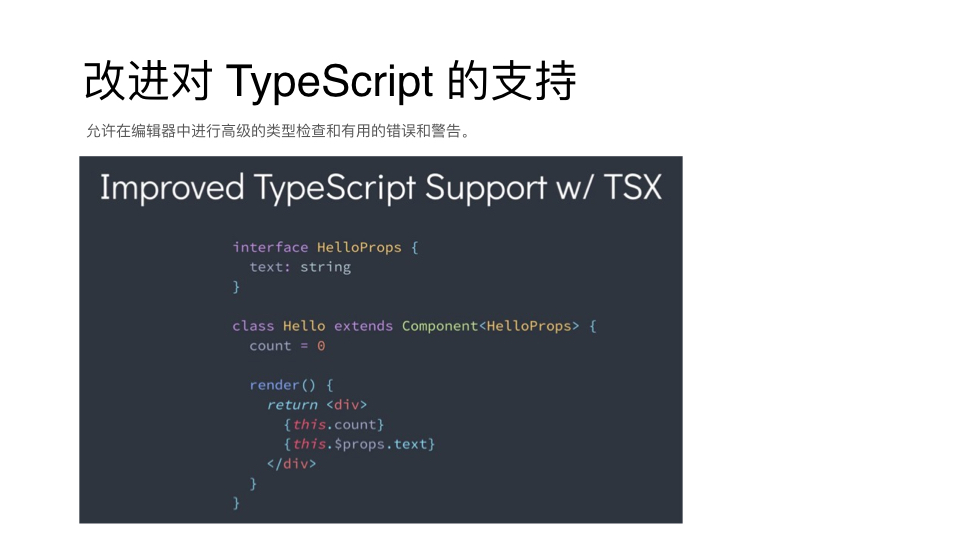 改进对 TypeScript 的支持
允许在编辑器中进行高级的类型检查和有用的错误和警告。
Improved TypeScript Support w/ TSX
interface HelloProps {
  text: string
}
class Hello extends Component<HelloProps> {
  count = 0
  render() {
    return <div>
      {this.count}
      {this.$props.text}
    </div>
  }
}